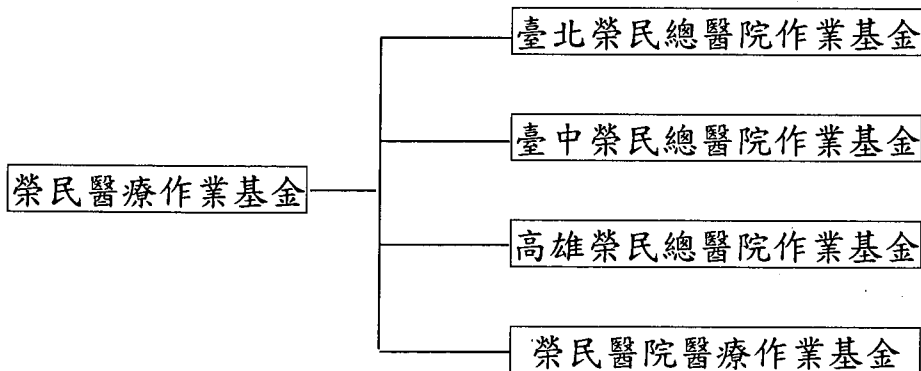 臺北榮民總醫院作業基金
臺中榮民總醫院作業基金
榮民醫療作業基金
高雄榮民總醫院作業基金
榮民醫院醫療作業基金